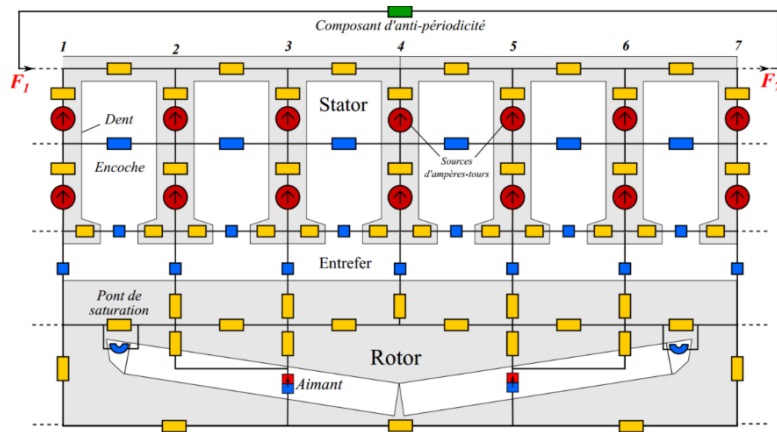 Composant d'anti-périodicité
1 2 3 4 5 6 7
F₁ F₇
Stator
Dent
Encoche
Sources
d'ampères-tours
Entrefer
Pont de
saturation
Rotor
Aimant